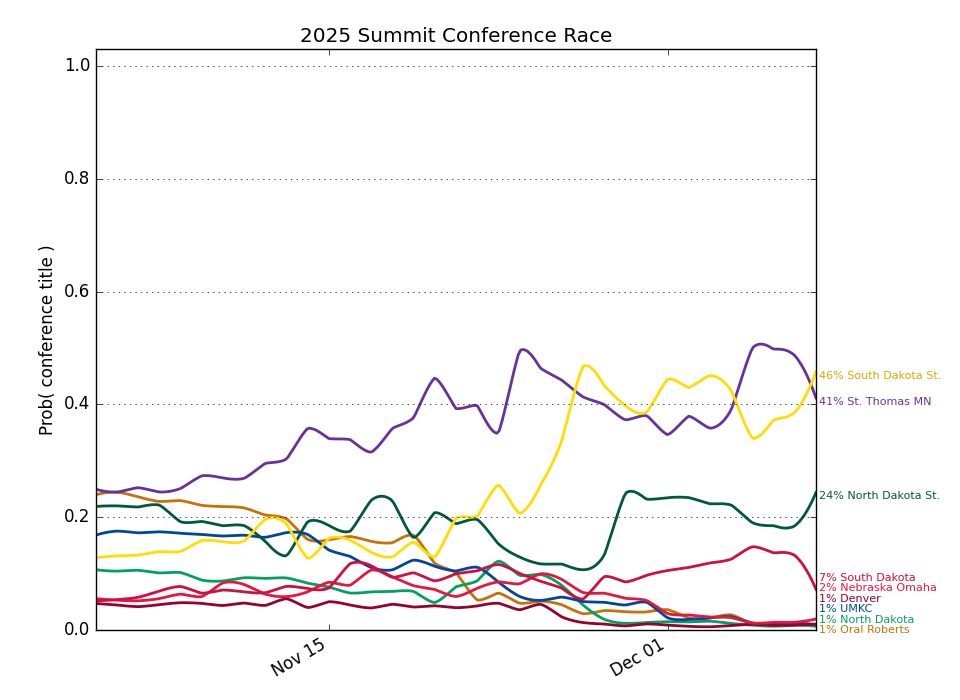 2025 Summit Conference Race
Prob( conference title )
1.0
0.8
0.6
0.4
0.2
0.0
Nov 15
Dec 01
46% South Dakota St.
41% St. Thomas MN
24% North Dakota St.
7% South Dakota
2% Nebraska Omaha
1% Denver
1% UMKC
1% North Dakota
1% Oral Roberts